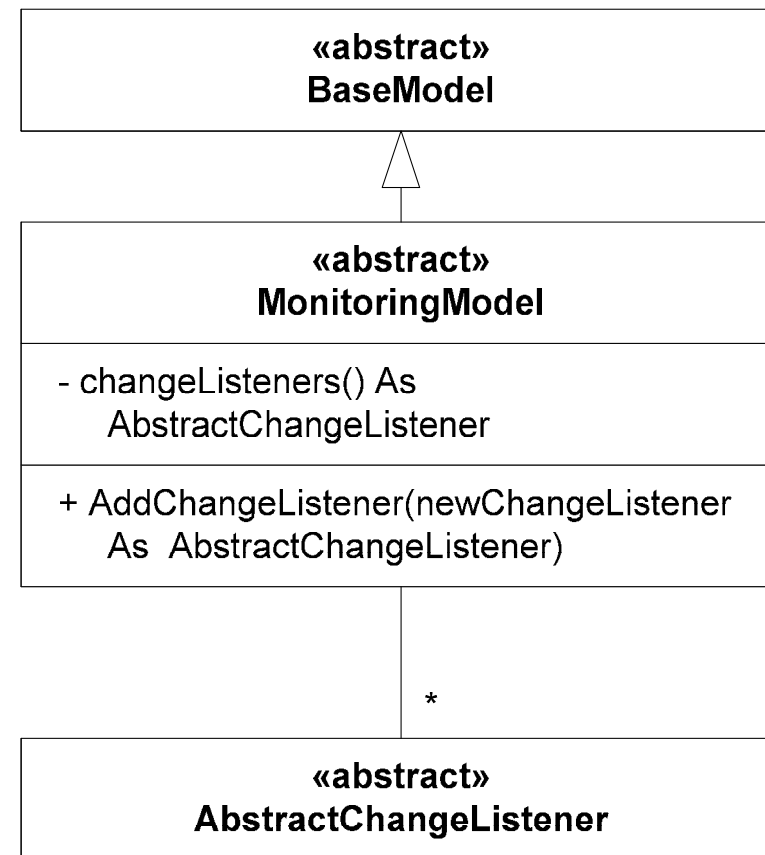 «abstract»
BaseModel
«abstract»
MonitoringModel
- changeListeners() As
AbstractChangeListener
+ AddChangeListener(newChangeListener
As AbstractChangeListener)
*
«abstract»
AbstractChangeListener